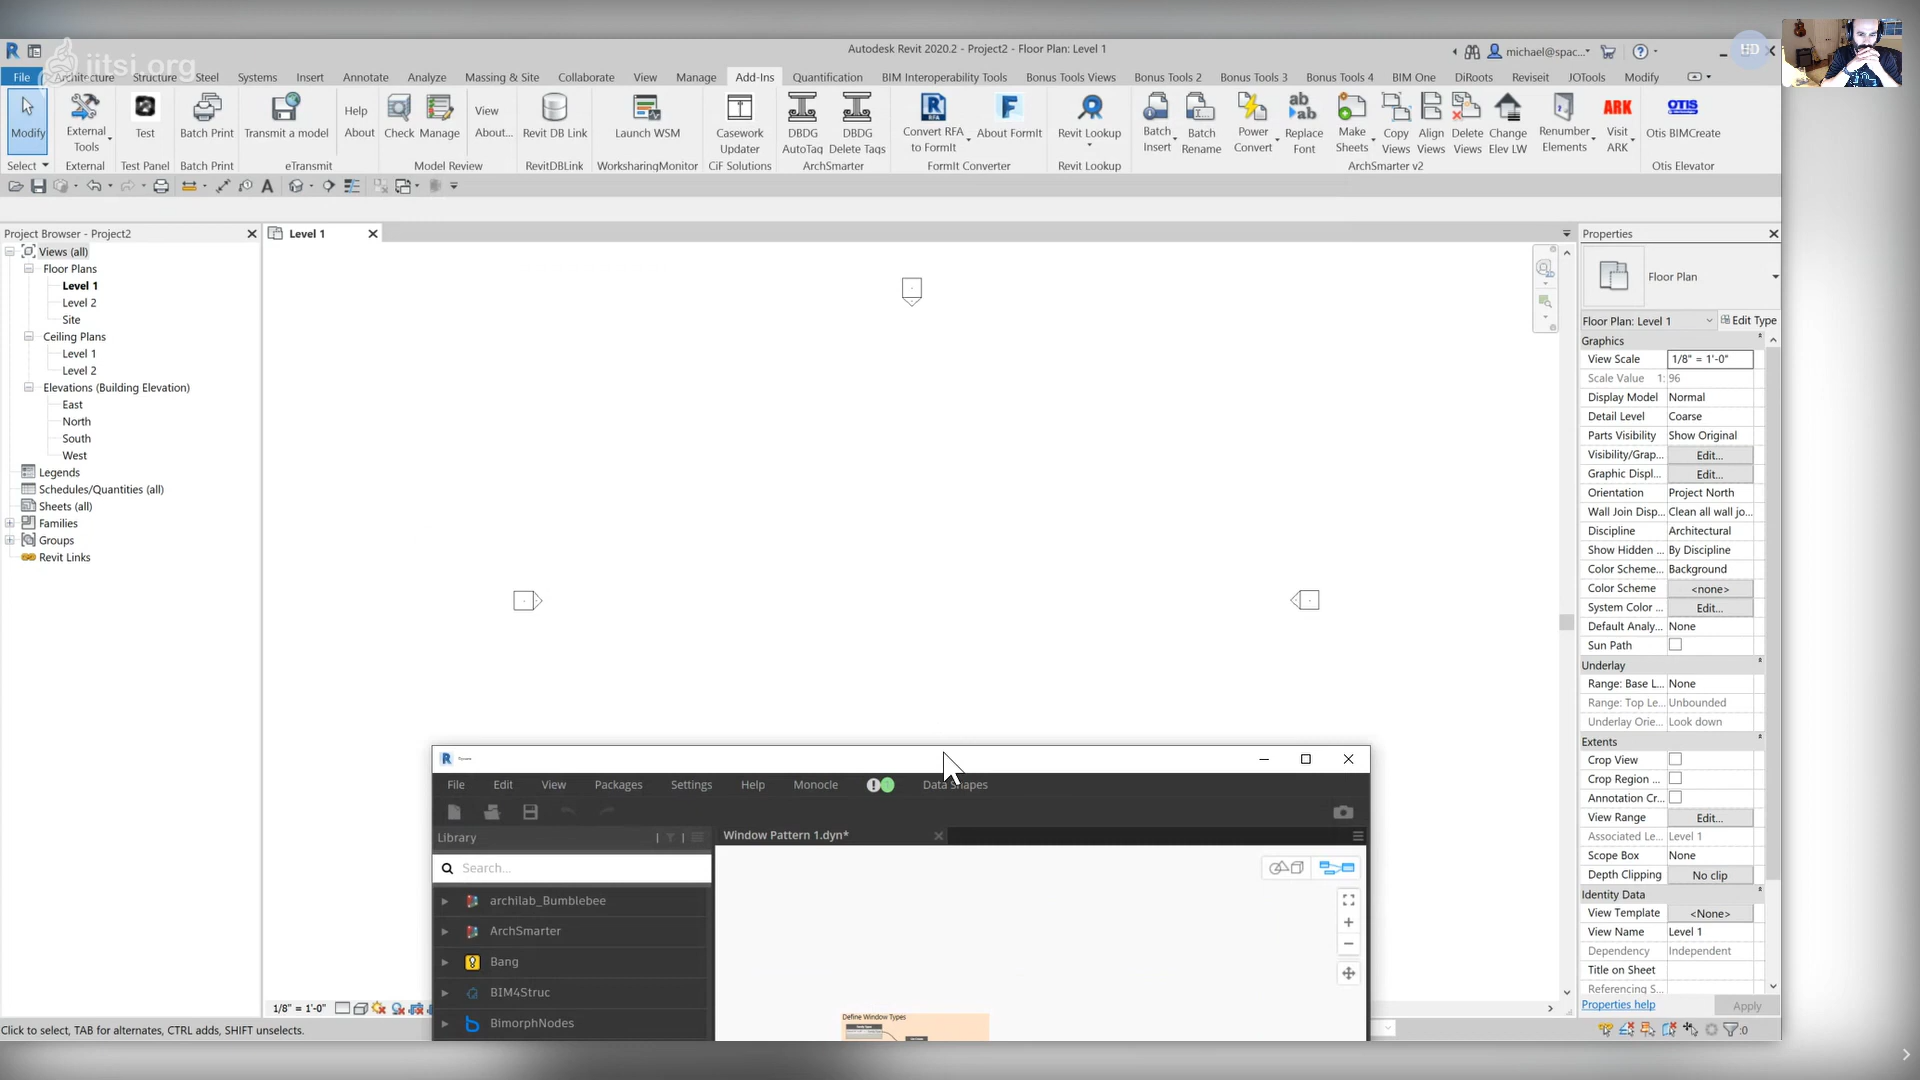 jitsi.org
Autodesk Revit 2020.2 - Project2 - Floor Plan: Level 1
michael@spac...
HD
File Architecture Structure Steel Systems Insert Annotate Analyze Massing & Site Collaborate View Manage Add-Ins Quantification BIM Interoperability Tools Bonus Tools Views Bonus Tools 2 Bonus Tools 3 Bonus Tools 4 BIM One DiRoots Reviseit JOTools Modify
Modify
External Tools
Test
Batch Print
Transmit a model
Help
About
Check
Manage
View
About...
Revit DB Link
Launch WSM
Casework Updater
DBDG AutoTag
DBDG Delete Tags
Convert RFA to FormIt
About FormIt
Revit Lookup
Batch Insert
Batch Rename
Power Convert
Replace Font
Make Sheets
Copy Views
Align Views
Delete Views
Change Elev LW
Renumber Elements
ARK
Visit ARK
OTIS
Otis BIMCreate
Select External Test Panel Batch Print eTransmit Model Review RevitDBLink WorksharingMonitor CiF Solutions ArchSmarter FormIt Converter Revit Lookup ArchSmarter v2 Otis Elevator
Project Browser - Project2
Views (all)
Floor Plans
Level 1
Level 2
Site
Ceiling Plans
Level 1
Level 2
Elevations (Building Elevation)
East
North
South
West
Legends
Schedules/Quantities (all)
Sheets (all)
Families
Groups
Revit Links
Level 1
Properties
Floor Plan
Floor Plan: Level 1 Edit Type
Graphics
View Scale 1/8" = 1'-0"
Scale Value 1: 96
Display Model Normal
Detail Level Coarse
Parts Visibility Show Original
Visibility/Grap... Edit...
Graphic Displ... Edit...
Orientation Project North
Wall Join Disp... Clean all wall jo...
Discipline Architectural
Show Hidden ... By Discipline
Color Scheme... Background
Color Scheme <none>
System Color ... Edit...
Default Analy... None
Sun Path
Underlay
Range: Base L... None
Range: Top Le... Unbounded
Underlay Orie... Look down
Extents
Crop View
Crop Region ...
Annotation Cr...
View Range Edit...
Associated Le... Level 1
Scope Box None
Depth Clipping No clip
Identity Data
View Template <None>
View Name Level 1
Dependency Independent
Title on Sheet
Referencing S...
Properties help Apply
File Edit View Packages Settings Help Monocle Data Shapes
Library
Window Pattern 1.dyn*
Search...
archilab_Bumblebee
ArchSmarter
Bang
BIM4Struc
BimorphNodes
Define Window Types
1/8" = 1'-0"
Click to select, TAB for alternates, CTRL adds, SHIFT unselects.
:0